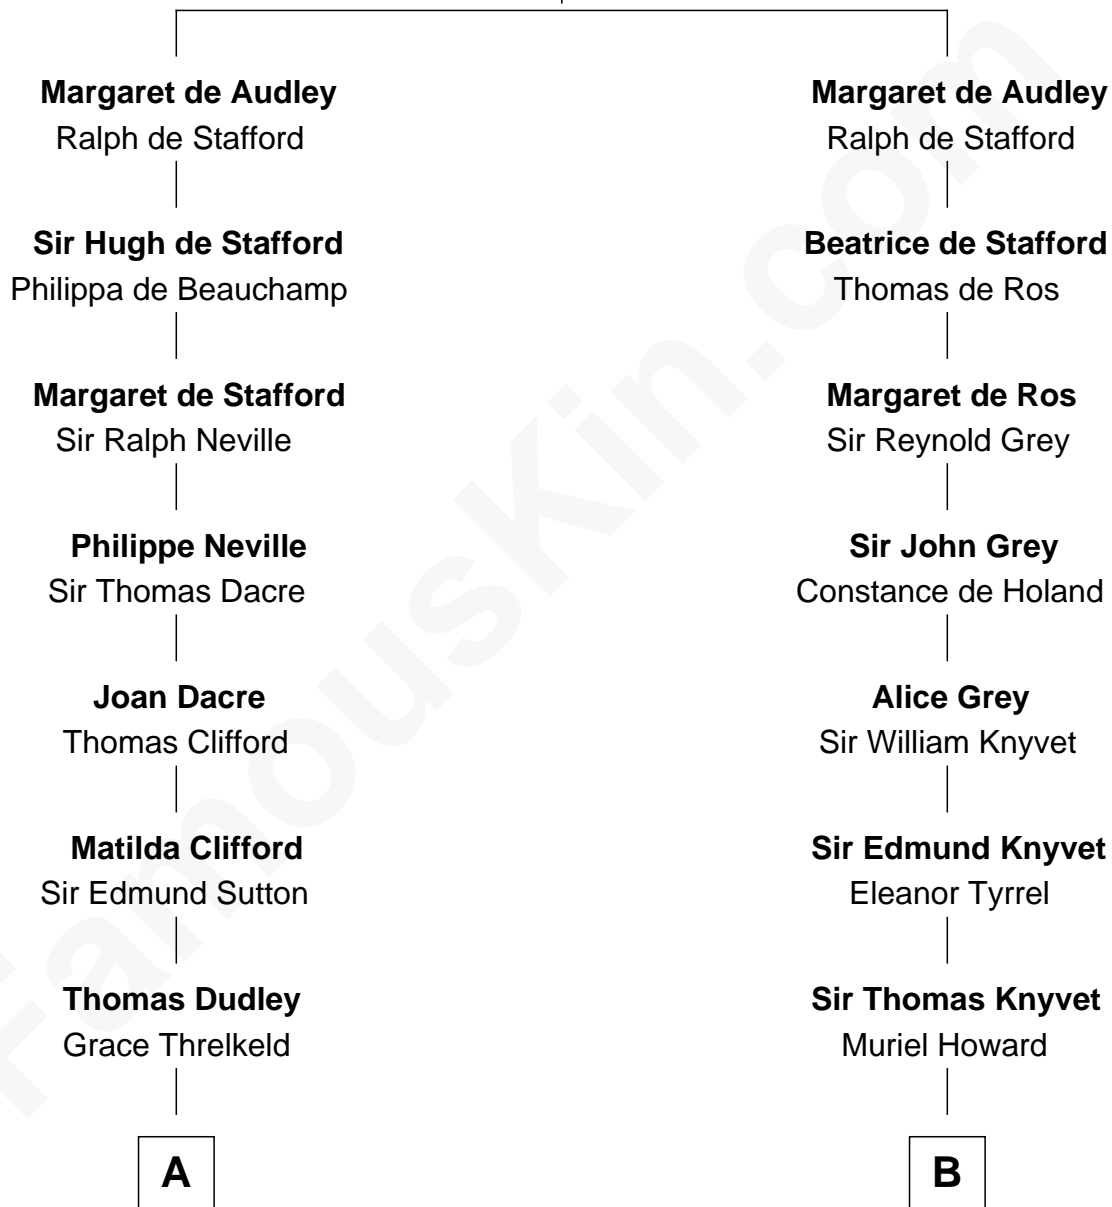 Margaret de Audley
Ralph de Stafford
Sir Hugh de Stafford
Philippa de Beauchamp
Margaret de Stafford
Sir Ralph Neville
Philippe Neville
Sir Thomas Dacre
Joan Dacre
Thomas Clifford
Matilda Clifford
Sir Edmund Sutton
Thomas Dudley
Grace Threlkeld
A
Margaret de Audley
Ralph de Stafford
Beatrice de Stafford
Thomas de Ros
Margaret de Ros
Sir Reynold Grey
Sir John Grey
Constance de Holand
Alice Grey
Sir William Knyvet
Sir Edmund Knyvet
Eleanor Tyrrel
Sir Thomas Knyvet
Muriel Howard
B
FamousKin.com